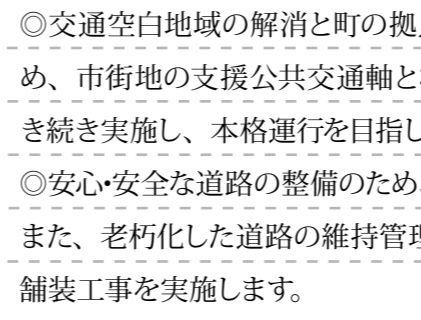 ◎交通空白地域の解消と町の拠
め、市街地の支援公共交通軸と
き続き実施し、本格運行を目指し
◎安心・安全な道路の整備のため
また、老朽化した道路の維持管理
舗装工事を実施します。